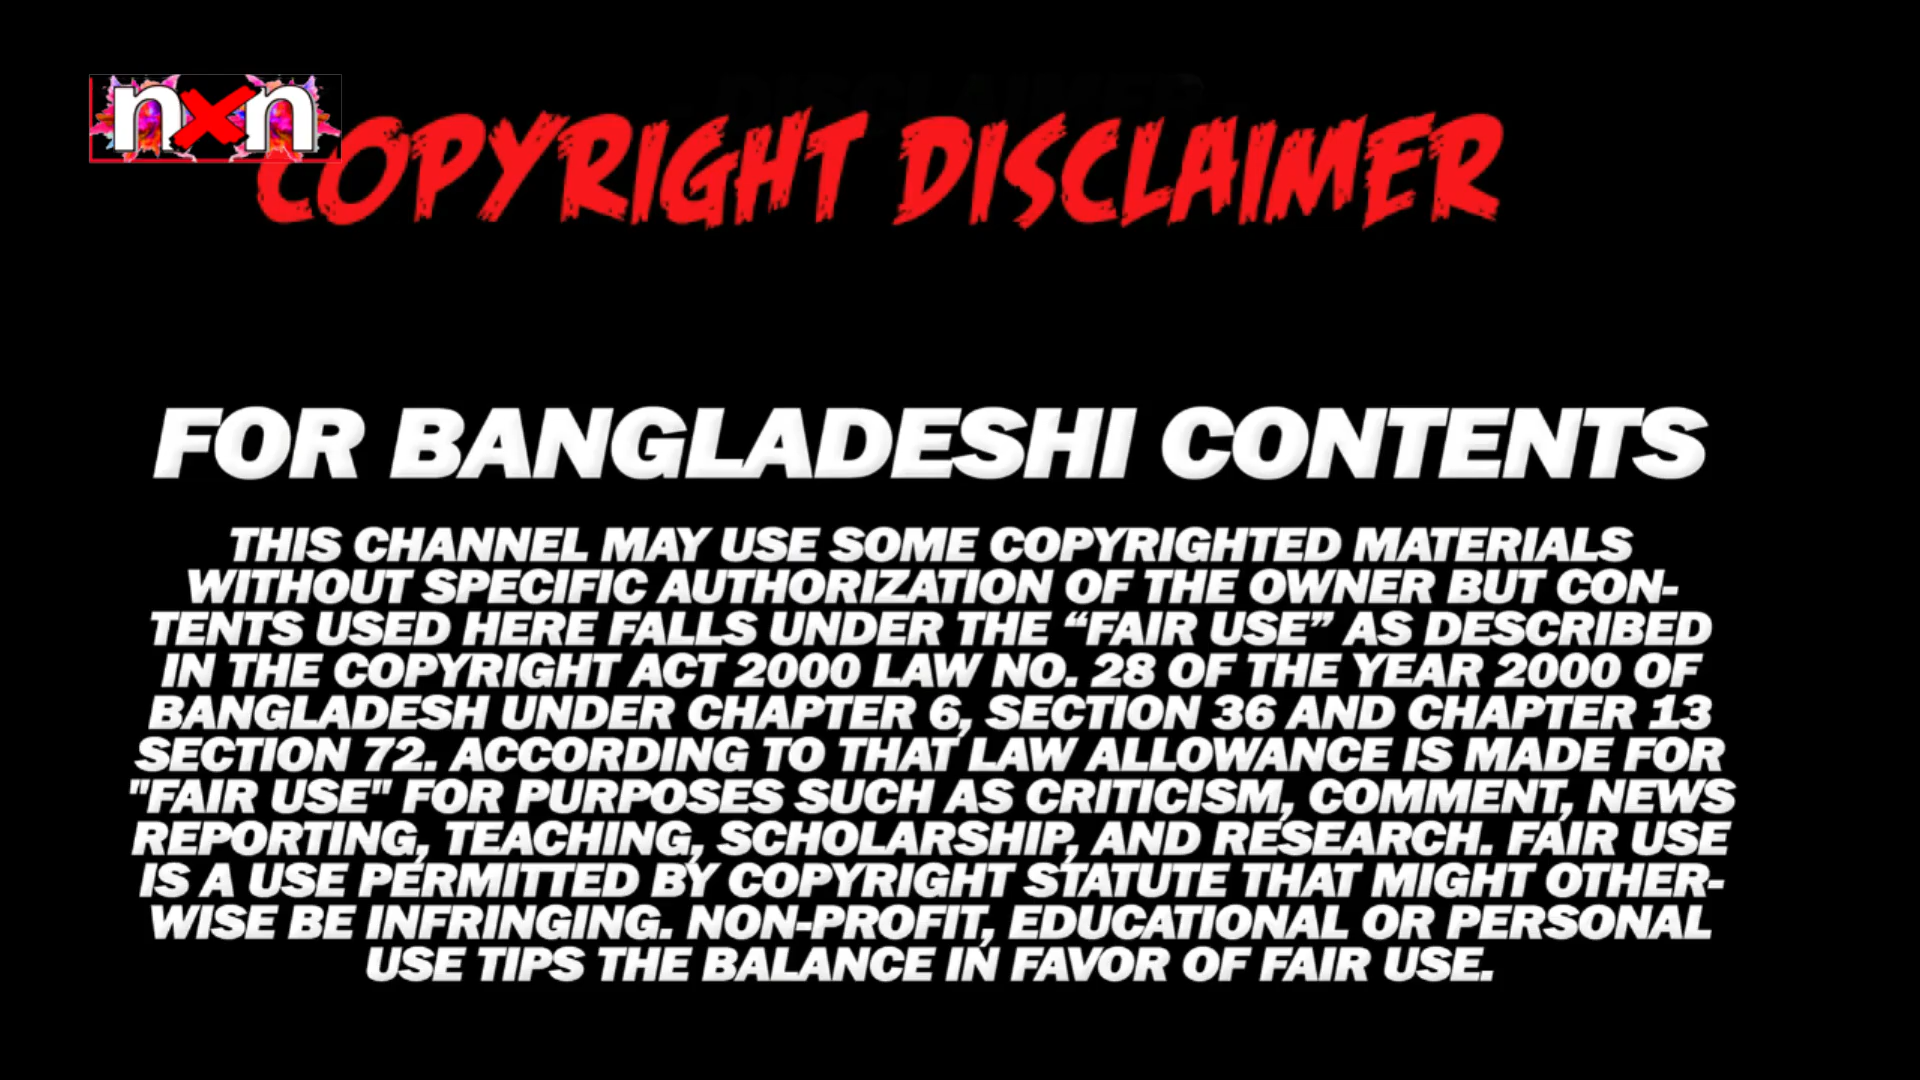 nxn
COPYRIGHT DISCLAIMER
FOR BANGLADESHI CONTENTS
THIS CHANNEL MAY USE SOME COPYRIGHTED MATERIALS
WITHOUT SPECIFIC AUTHORIZATION OF THE OWNER BUT CON-
TENTS USED HERE FALLS UNDER THE “FAIR USE” AS DESCRIBED
IN THE COPYRIGHT ACT 2000 LAW NO. 28 OF THE YEAR 2000 OF
BANGLADESH UNDER CHAPTER 6, SECTION 36 AND CHAPTER 13
SECTION 72. ACCORDING TO THAT LAW ALLOWANCE IS MADE FOR
"FAIR USE" FOR PURPOSES SUCH AS CRITICISM, COMMENT, NEWS
REPORTING, TEACHING, SCHOLARSHIP, AND RESEARCH. FAIR USE
IS A USE PERMITTED BY COPYRIGHT STATUTE THAT MIGHT OTHER-
WISE BE INFRINGING. NON-PROFIT, EDUCATIONAL OR PERSONAL
USE TIPS THE BALANCE IN FAVOR OF FAIR USE.